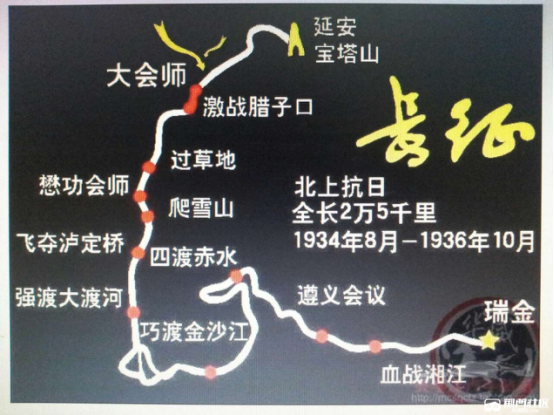 延安
宝塔山
大会师
激战腊子口
长征
过草地
懋功会师
爬雪山
北上抗日
全长2万5千里
1934年8月－1936年10月
飞夺泸定桥
四渡赤水
强渡大渡河
遵义会议
瑞金
巧渡金沙江
血战湘江